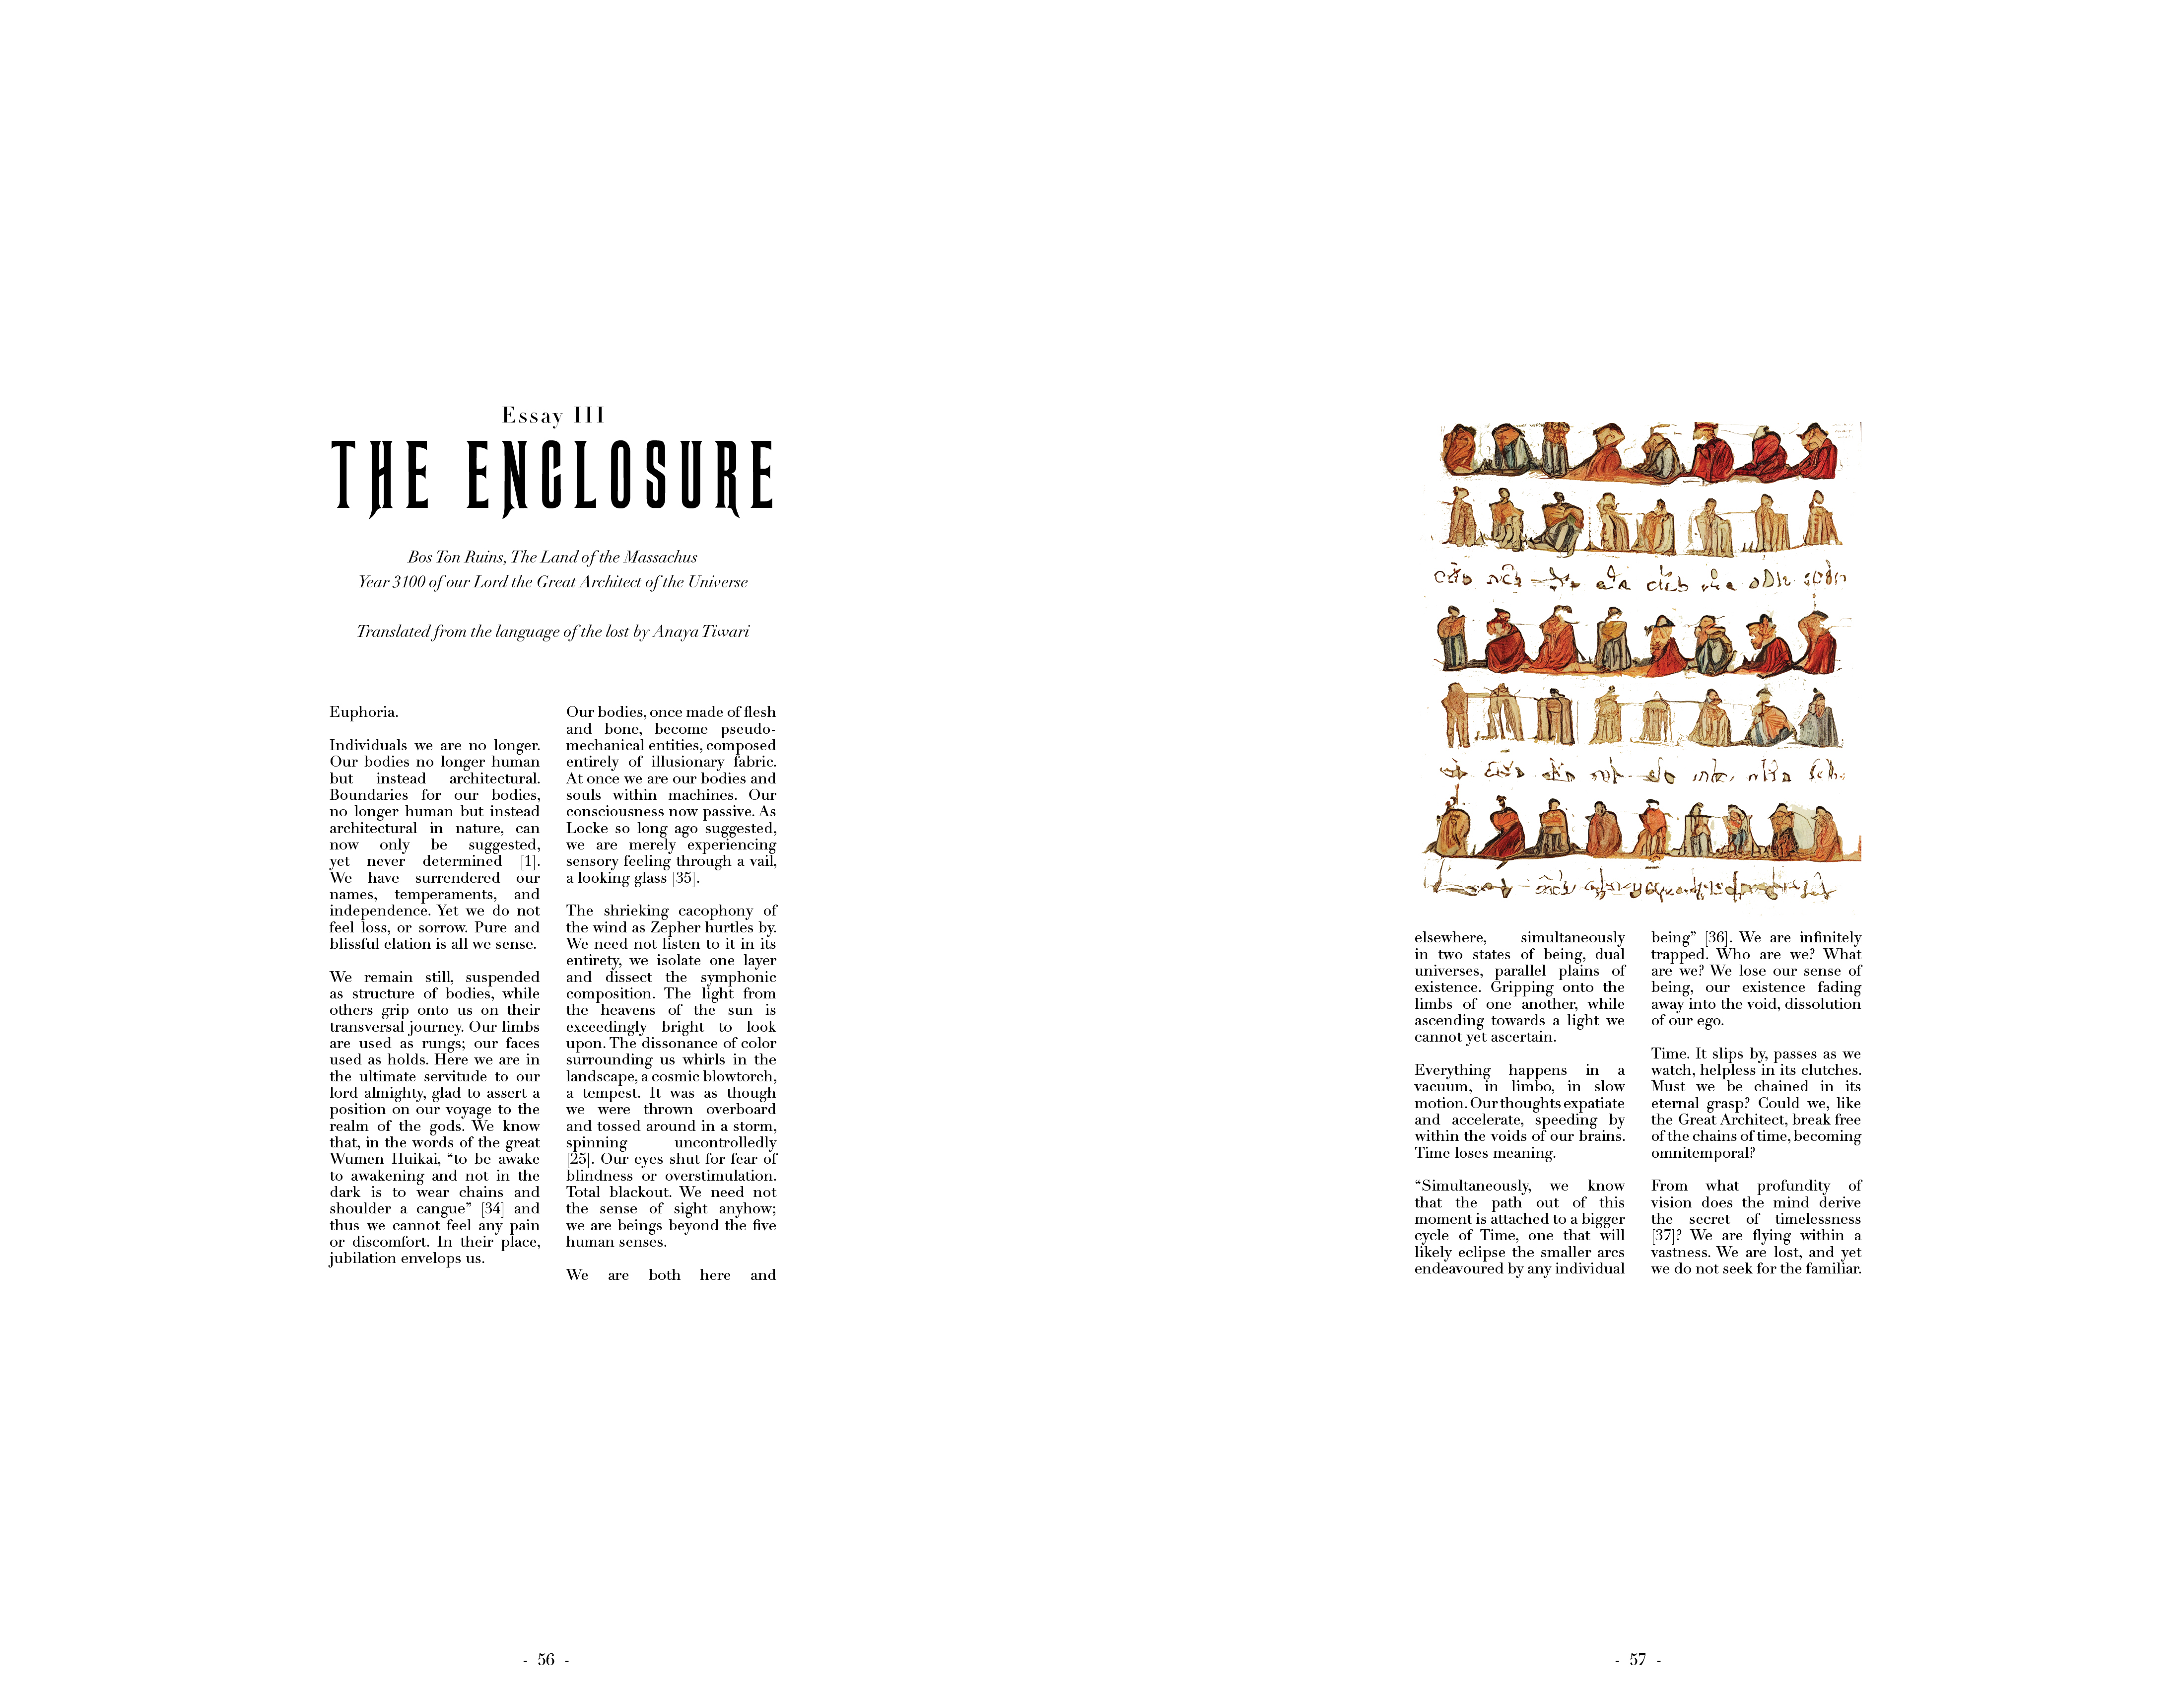 Essay III
THE ENCLOSURE
Bos Ton Ruins, The Land of the Massachus
Year 3100 of our Lord the Great Architect of the Universe
Translated from the language of the lost by Anaya Tiwari
Euphoria.
Individuals we are no longer.
Our bodies no longer human
but instead architectural.
Boundaries for our bodies,
no longer human but instead
architectural in nature, can
now only be suggested,
yet never determined [1].
We have surrendered our
names, temperaments, and
independence. Yet we do not
feel loss, or sorrow. Pure and
blissful elation is all we sense.
We remain still, suspended
as structure of bodies, while
others grip onto us on their
transversal journey. Our limbs
are used as rungs; our faces
used as holds. Here we are in
the ultimate servitude to our
lord almighty, glad to assert a
position on our voyage to the
realm of the gods. We know
that, in the words of the great
Wumen Huikai, “to be awake
to awakening and not in the
dark is to wear chains and
shoulder a cangue” [34] and
thus we cannot feel any pain
or discomfort. In their place,
jubilation envelops us.
Our bodies, once made of flesh
and bone, become pseudo-
mechanical entities, composed
entirely of illusionary fabric.
At once we are our bodies and
souls within machines. Our
consciousness now passive. As
Locke so long ago suggested,
we are merely experiencing
sensory feeling through a vail,
a looking glass [35].
The shrieking cacophony of
the wind as Zepher hurtles by.
We need not listen to it in its
entirety, we isolate one layer
and dissect the symphonic
composition. The light from
the heavens of the sun is
exceedingly bright to look
upon. The dissonance of color
surrounding us whirls in the
landscape, a cosmic blowtorch,
a tempest. It was as though
we were thrown overboard
and tossed around in a storm,
spinning uncontrolledly
[25]. Our eyes shut for fear of
blindness or overstimulation.
Total blackout. We need not
the sense of sight anyhow;
we are beings beyond the five
human senses.
We are both here and
- 56 -
elsewhere, simultaneously
in two states of being, dual
universes, parallel plains of
existence. Gripping onto the
limbs of one another, while
ascending towards a light we
cannot yet ascertain.
Everything happens in a
vacuum, in limbo, in slow
motion. Our thoughts expatiate
and accelerate, speeding by
within the voids of our brains.
Time loses meaning.
“Simultaneously, we know
that the path out of this
moment is attached to a bigger
cycle of Time, one that will
likely eclipse the smaller arcs
endeavoured by any individual
being” [36]. We are infinitely
trapped. Who are we? What
are we? We lose our sense of
being, our existence fading
away into the void, dissolution
of our ego.
Time. It slips by, passes as we
watch, helpless in its clutches.
Must we be chained in its
eternal grasp? Could we, like
the Great Architect, break free
of the chains of time, becoming
omnitemporal?
From what profundity of
vision does the mind derive
the secret of timelessness
[37]? We are flying within a
vastness. We are lost, and yet
we do not seek for the familiar.
- 57 -